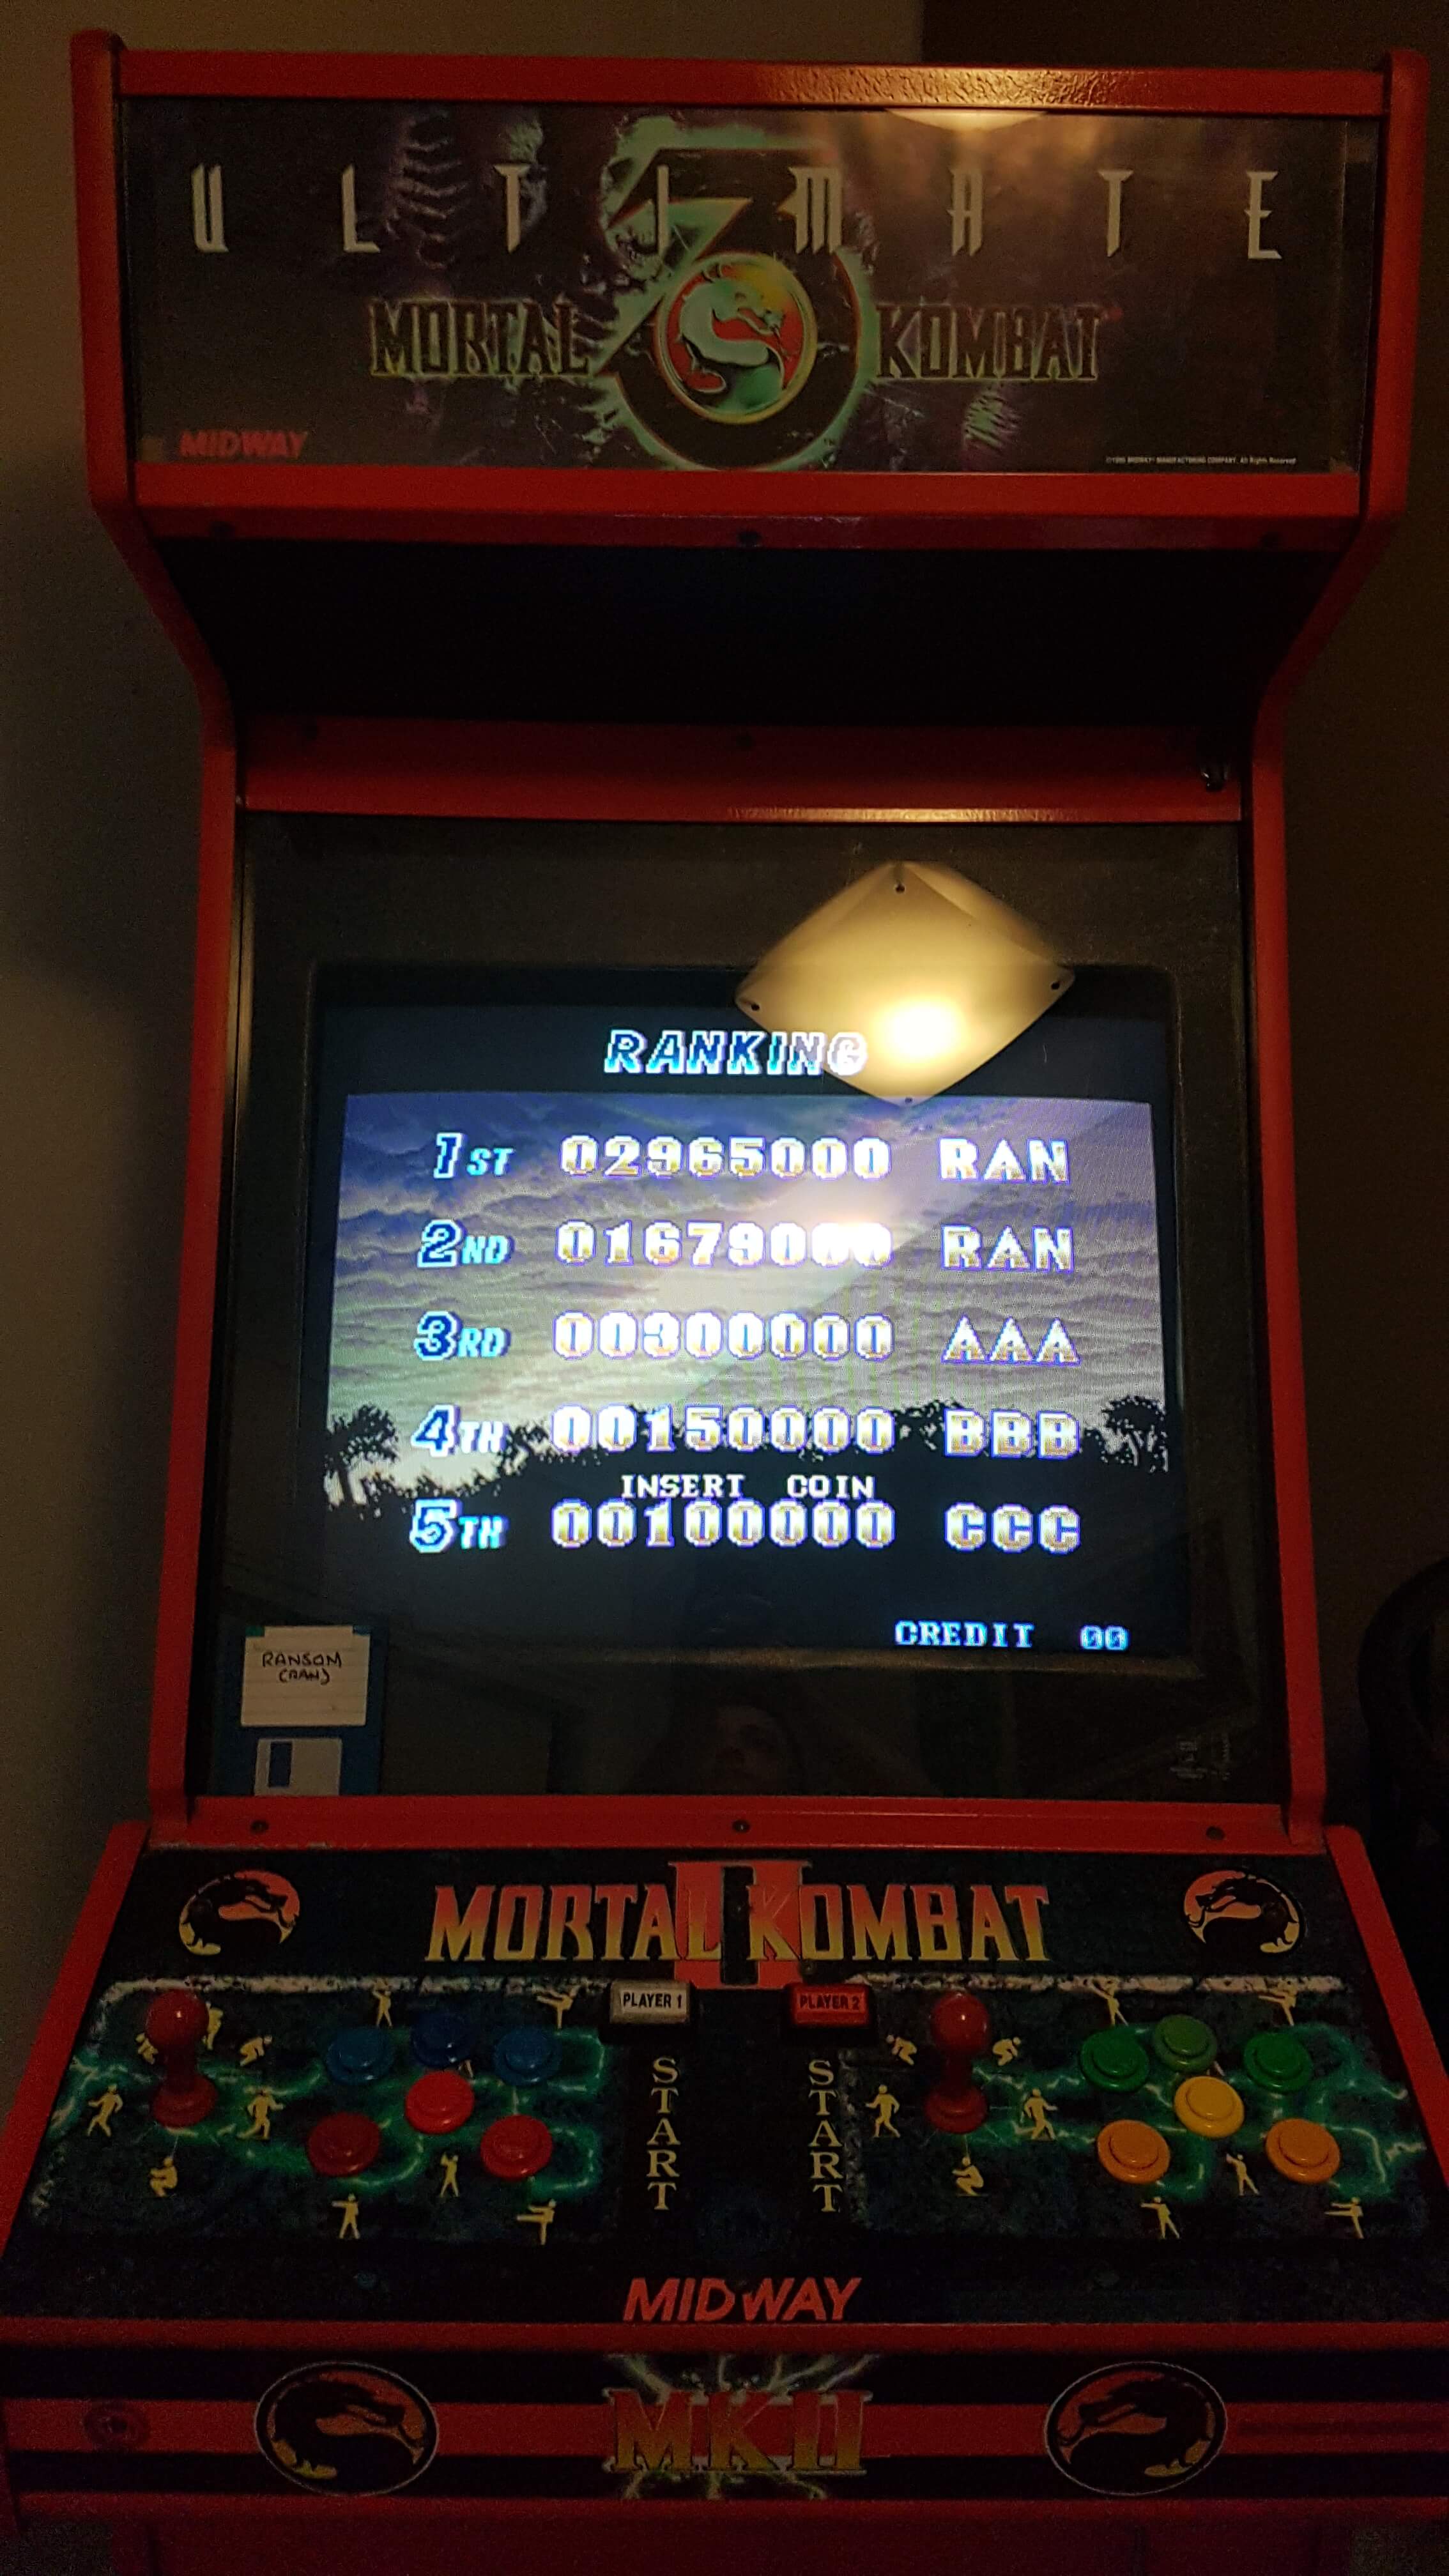 ULTIMATE
MORTAL KOMBAT
MIDWAY
RANKING
1ST 02965000 RAN
2ND 01679000 RAN
3RD 00300000 AAA
4TH 00150000 BBB
INSERT COIN
5TH 00100000 CCC
CREDIT 00
RANSOM
(RAN)
II
MORTAL KOMBAT
PLAYER 1 PLAYER 2
START START
MIDWAY
MKII